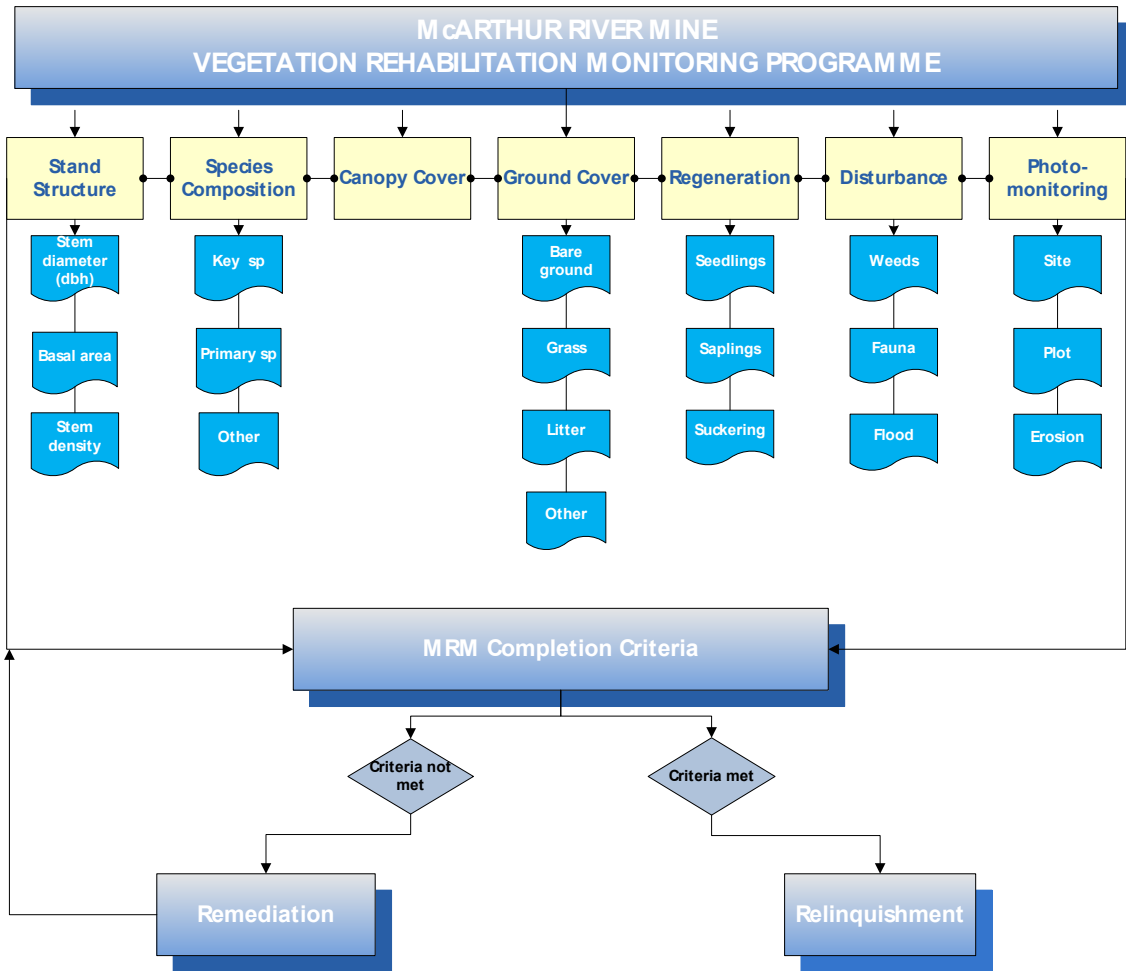 McARTHUR RIVER MINE
VEGETATION REHABILITATION MONITORING PROGRAMME
Stand
Structure
Species
Composition
Canopy Cover
Ground Cover
Regeneration
Disturbance
Photo-
monitoring
Stem
diameter
(dbh)
Basal area
Stem
density
Key sp
Primary sp
Other
Bare
ground
Grass
Litter
Other
Seedlings
Saplings
Suckering
Weeds
Fauna
Flood
Site
Plot
Erosion
MRM Completion Criteria
Criteria not
met
Criteria met
Remediation
Relinquishment